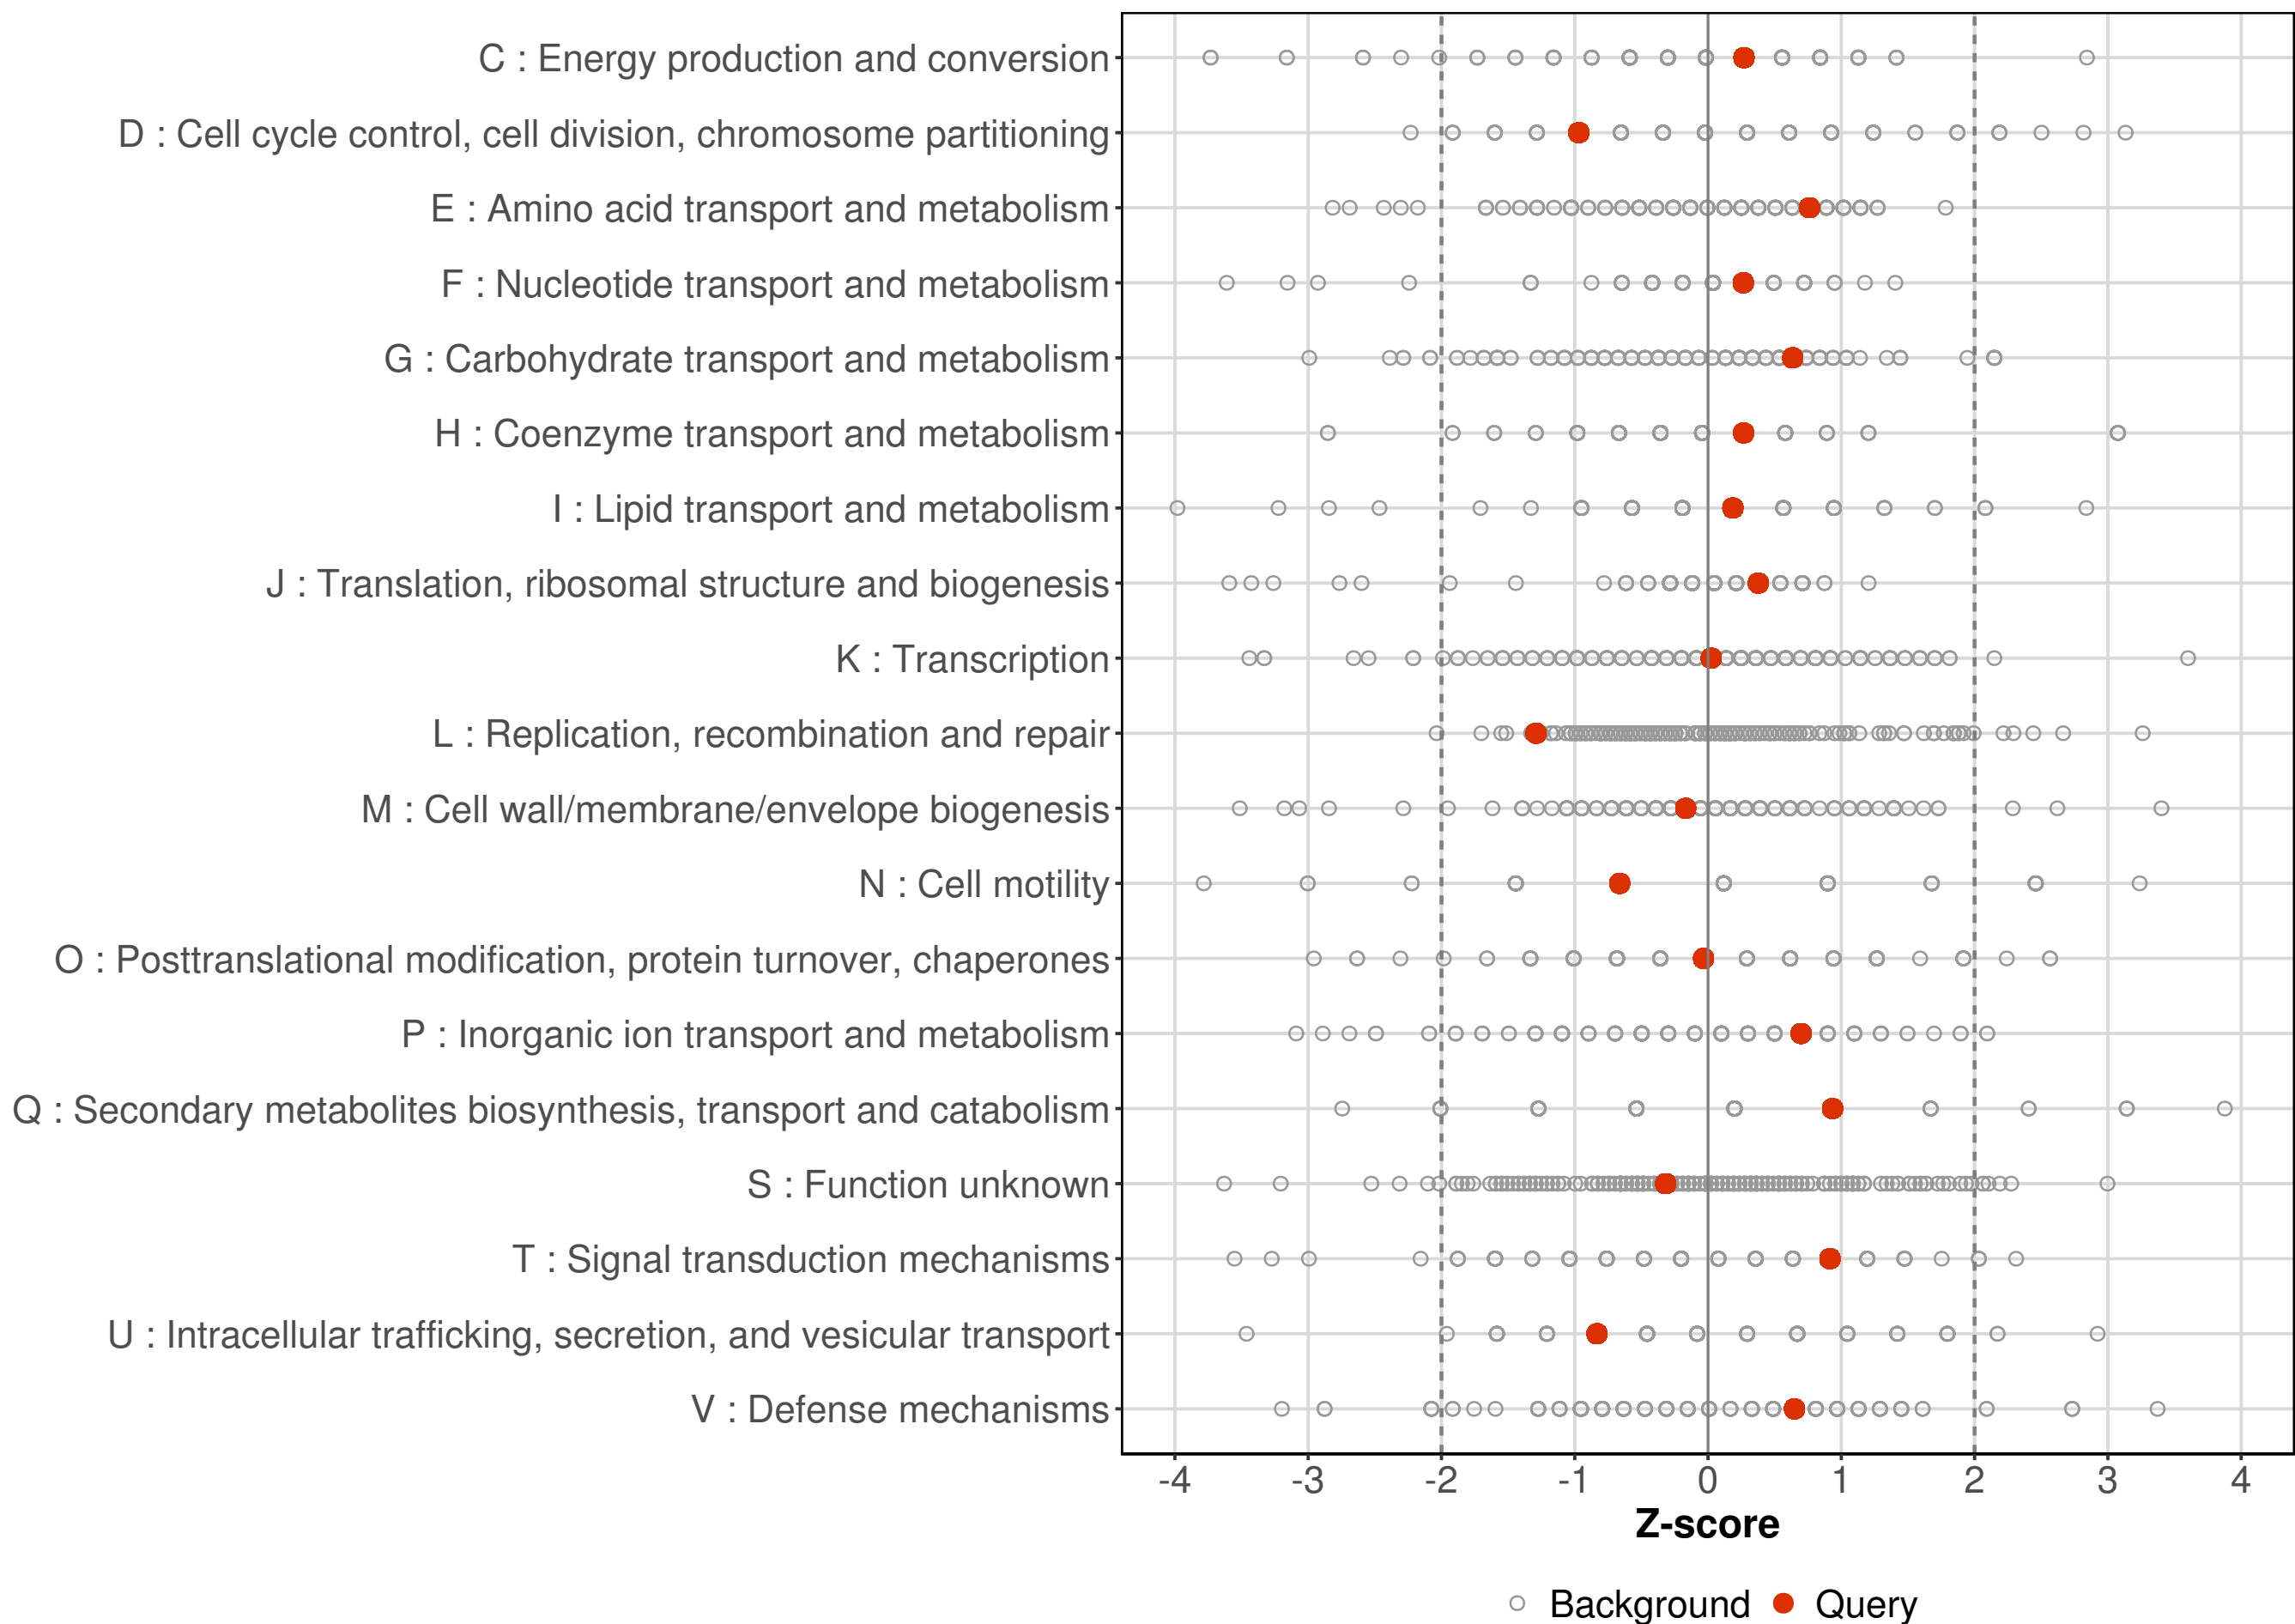 C : Energy production and conversion
D : Cell cycle control, cell division, chromosome partitioning
E : Amino acid transport and metabolism
F : Nucleotide transport and metabolism
G : Carbohydrate transport and metabolism
H : Coenzyme transport and metabolism
I : Lipid transport and metabolism
J : Translation, ribosomal structure and biogenesis
K : Transcription
L : Replication, recombination and repair
M : Cell wall/membrane/envelope biogenesis
N : Cell motility
O : Posttranslational modification, protein turnover, chaperones
P : Inorganic ion transport and metabolism
Q : Secondary metabolites biosynthesis, transport and catabolism
S : Function unknown
T : Signal transduction mechanisms
U : Intracellular trafficking, secretion, and vesicular transport
V : Defense mechanisms
-4 -3 -2 -1 0 1 2 3 4
Z-score
Background Query